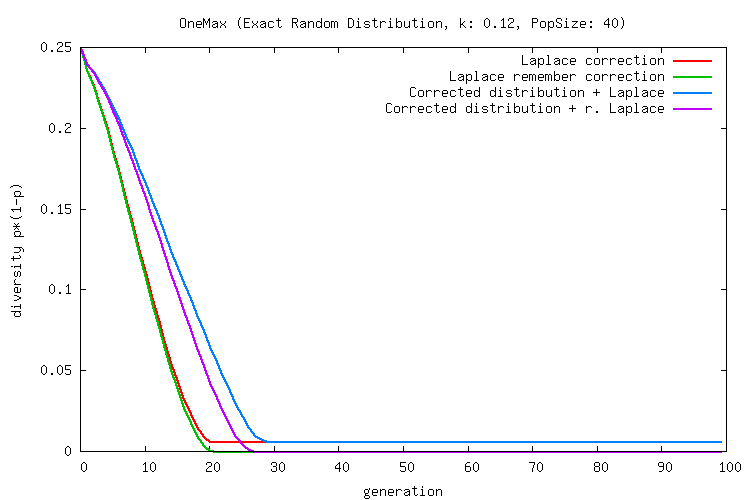 OneMax (Exact Random Distribution, k: 0.12, PopSize: 40)
Laplace correction
Laplace remember correction
Corrected distribution + Laplace
Corrected distribution + r. Laplace
0.25
0.2
0.15
0.1
0.05
0
diversity p*(1-p)
0 10 20 30 40 50 60 70 80 90 100
generation